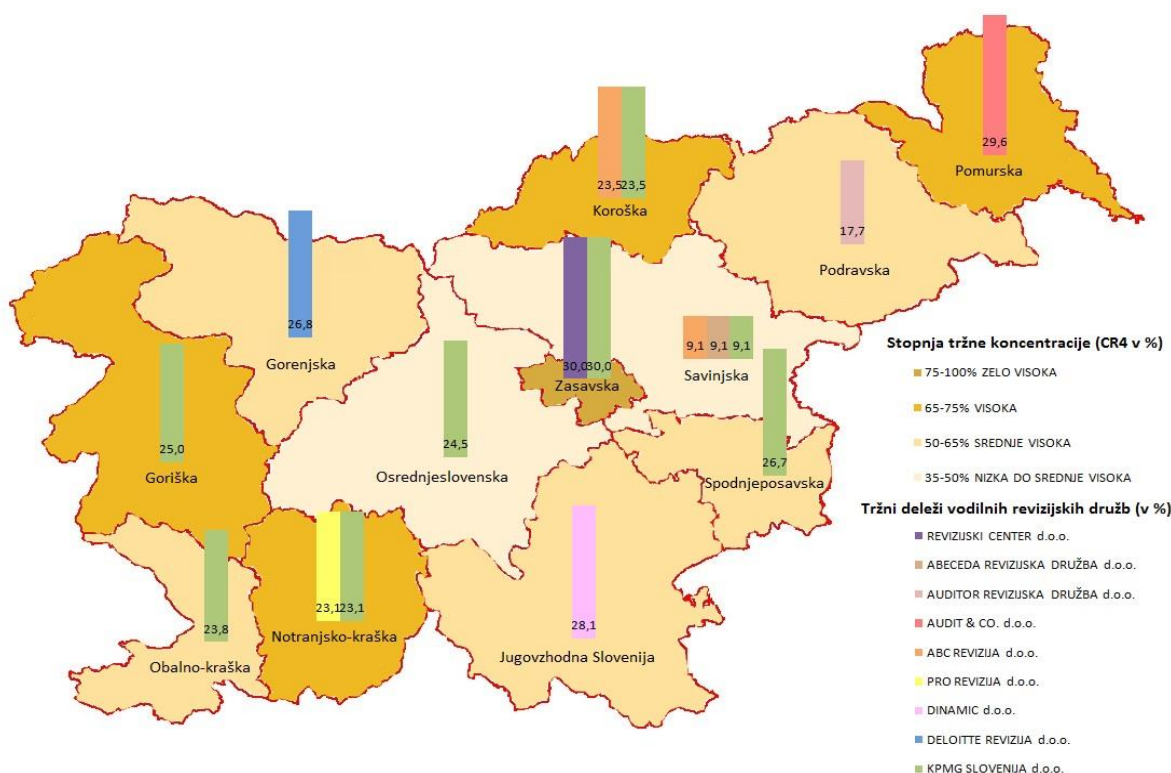 29,6
Pomurska
23,5 23,5
Koroška
17,7
Podravska
26,8
Gorenjska
30,0 30,0
Zasavska
9,1 9,1 9,1
Savinjska
25,0
Goriška
24,5
Osrednjeslovenska
26,7
Spodnjeposavska
23,8
Obalno-kraška
23,1 23,1
Notranjsko-kraška
28,1
Jugovzhodna Slovenija
Stopnja tržne koncentracije (CR4 v %)
75-100% ZELO VISOKA
65-75% VISOKA
50-65% SREDNJE VISOKA
35-50% NIZKA DO SREDNJE VISOKA
Tržni deleži vodilnih revizijskih družb (v %)
REVIZIJSKI CENTER d.o.o.
ABECEDA REVIZIJSKA DRUŽBA d.o.o.
AUDITOR REVIZIJSKA DRUŽBA d.o.o.
AUDIT & CO. d.o.o.
ABC REVIZIJA d.o.o.
PRO REVIZIJA d.o.o.
DINAMIC d.o.o.
DELOITTE REVIZIJA d.o.o.
KPMG SLOVENIJA d.o.o.